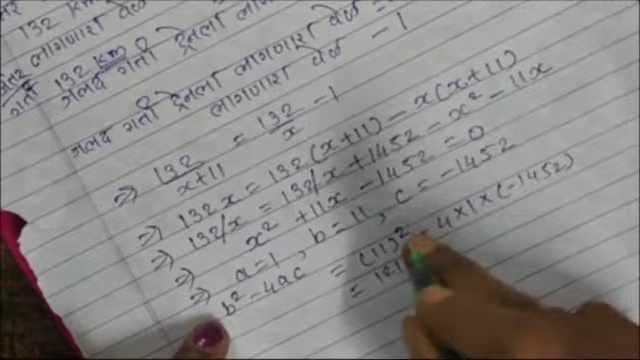 132 Km
लागणारा वेळ
गती 132 Km
जलद गती ट्रेनला लागणारा वेळ
लागणारा वेळ - 1
⇒ 132/x+11 = 132/x - 1
⇒ 132x = 132(x+11) - x(x+11)
⇒ 132x = 132x + 1452 - x² - 11x
⇒ x² + 11x - 1452 = 0
⇒ a=1, b=11, c = -1452
b² - 4ac = (11)² - 4×1×(-1452)
= 121